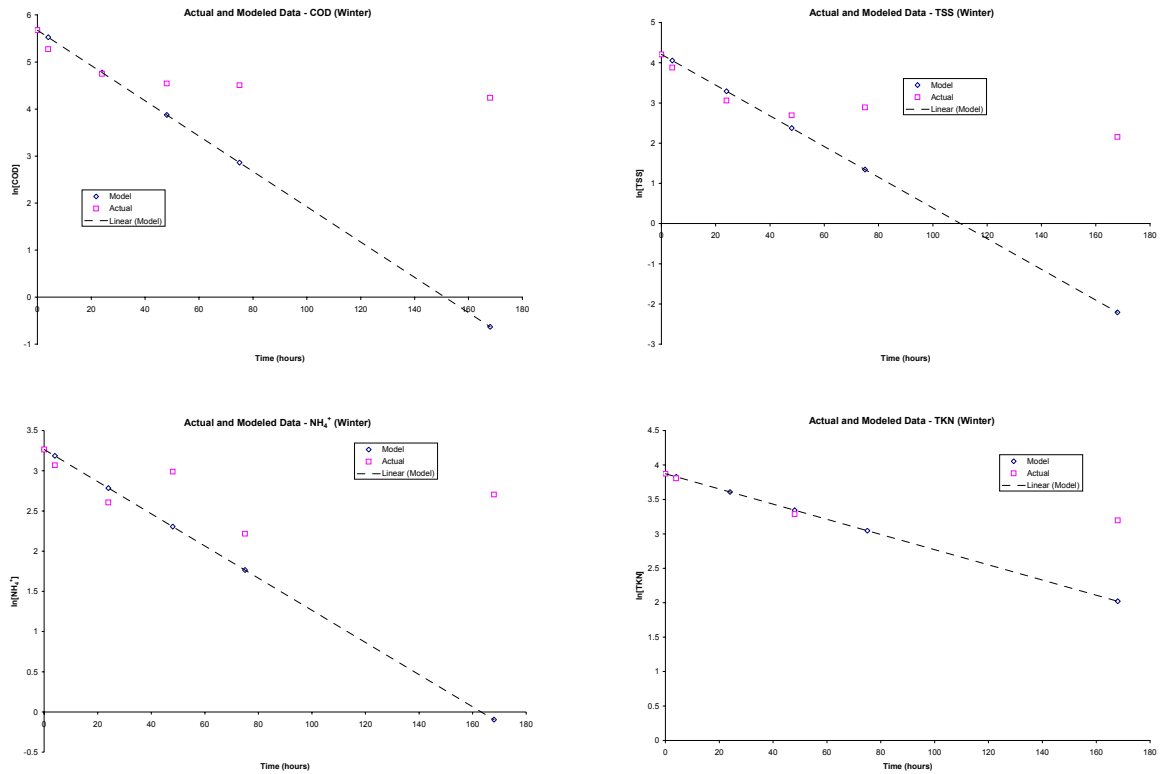 Actual and Modeled Data - COD (Winter)
6
5
4
3
2
1
0
-1
0 20 40 60 80 100 120 140 160 180
ln[COD]
Model
Actual
Linear (Model)
Time (hours)
Actual and Modeled Data - TSS (Winter)
5
4
3
2
1
0
-1
-2
-3
0 20 40 60 80 100 120 140 160 180
ln[TSS]
Model
Actual
Linear (Model)
Time (hours)
Actual and Modeled Data - NH₄⁺ (Winter)
3.5
3
2.5
2
1.5
1
0.5
0
-0.5
0 20 40 60 80 100 120 140 160 180
ln[NH₄⁺]
Model
Actual
Linear (Model)
Time (hours)
Actual and Modeled Data - TKN (Winter)
4.5
4
3.5
3
2.5
2
1.5
1
0.5
0
0 20 40 60 80 100 120 140 160 180
ln[TKN]
Model
Actual
Linear (Model)
Time (hours)